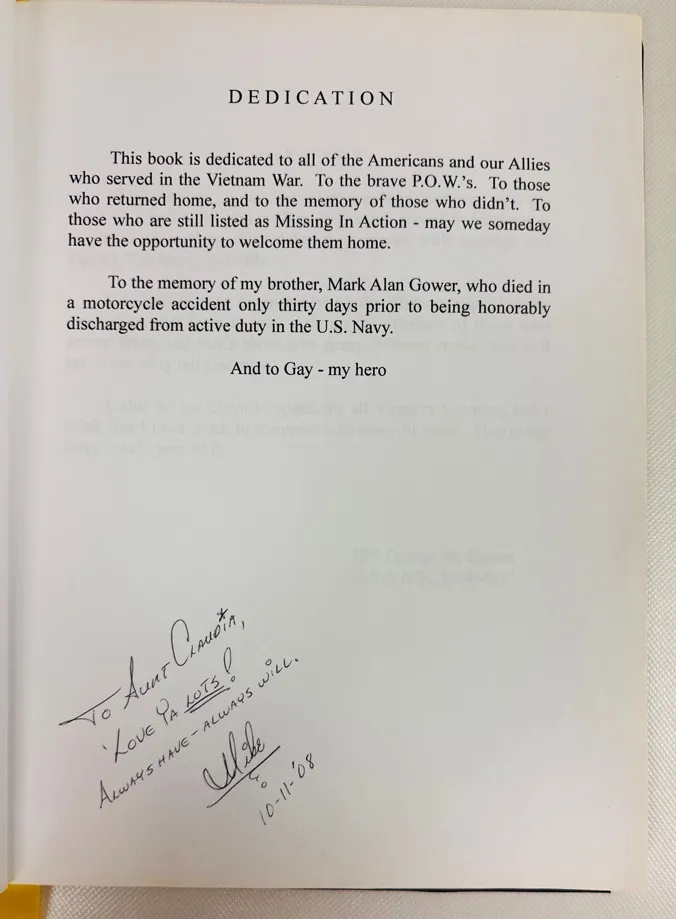 DEDICATION
This book is dedicated to all of the Americans and our Allies
who served in the Vietnam War. To the brave P.O.W.'s. To those
who returned home, and to the memory of those who didn't. To
those who are still listed as Missing In Action - may we someday
have the opportunity to welcome them home.
To the memory of my brother, Mark Alan Gower, who died in
a motorcycle accident only thirty days prior to being honorably
discharged from active duty in the U.S. Navy.
And to Gay - my hero
To Aunt Claudia,
Love Ya LOTS!
Always have - always will.
Mike
10-11-'08